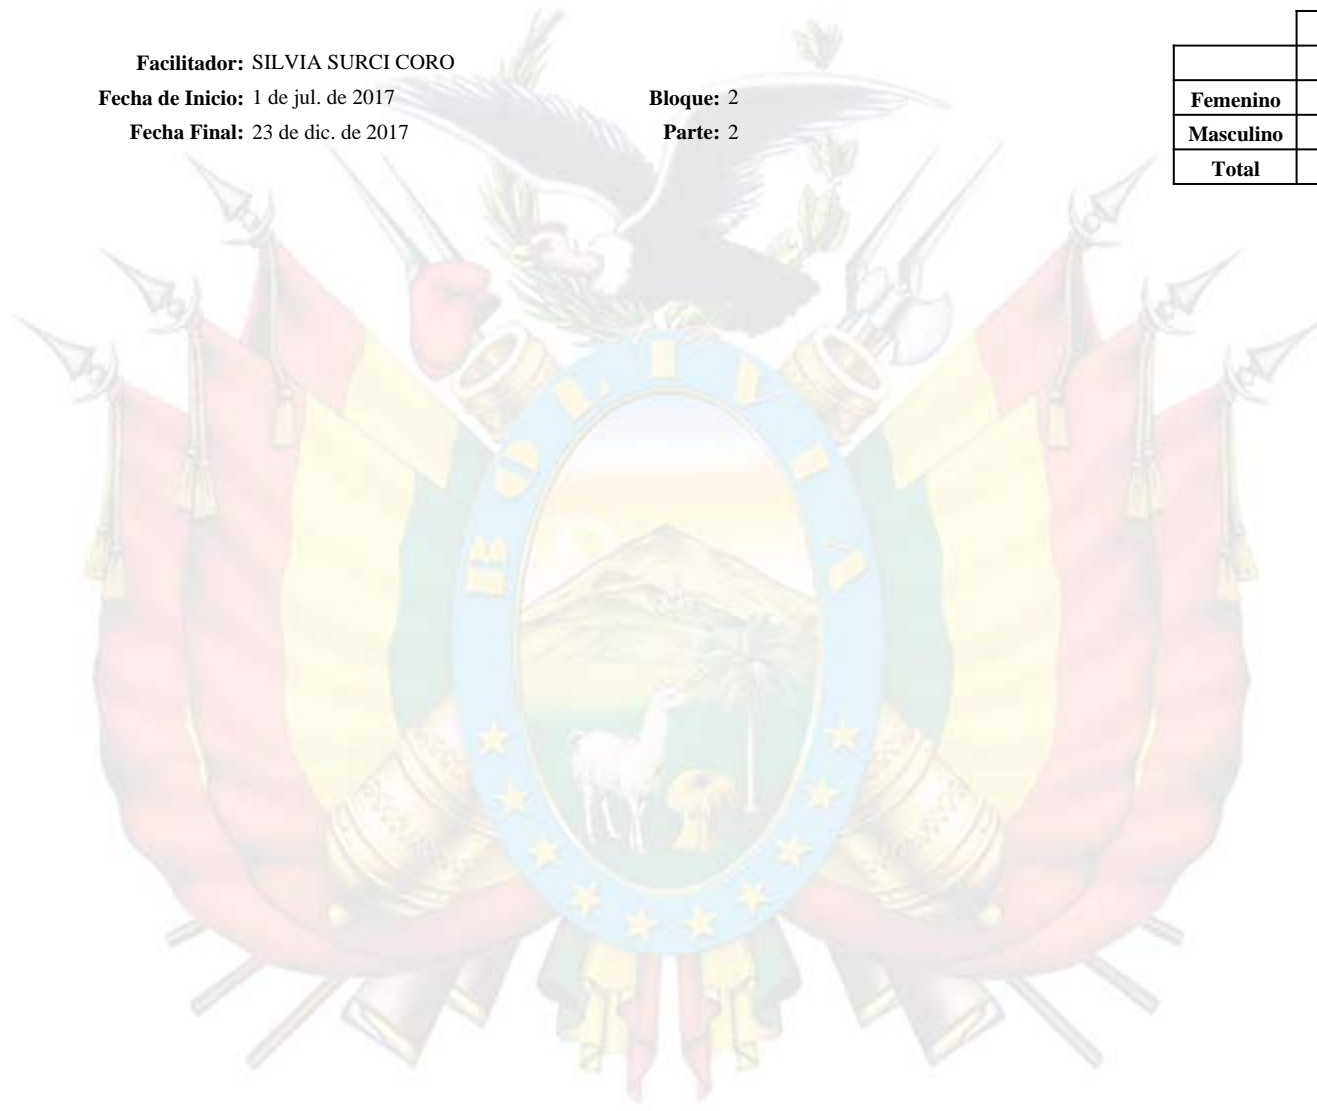 Facilitador: SILVIA SURCI CORO
Fecha de Inicio: 1 de jul. de 2017 Bloque: 2
Fecha Final: 23 de dic. de 2017 Parte: 2
Femenino
Masculino
Total
BOLIVIA